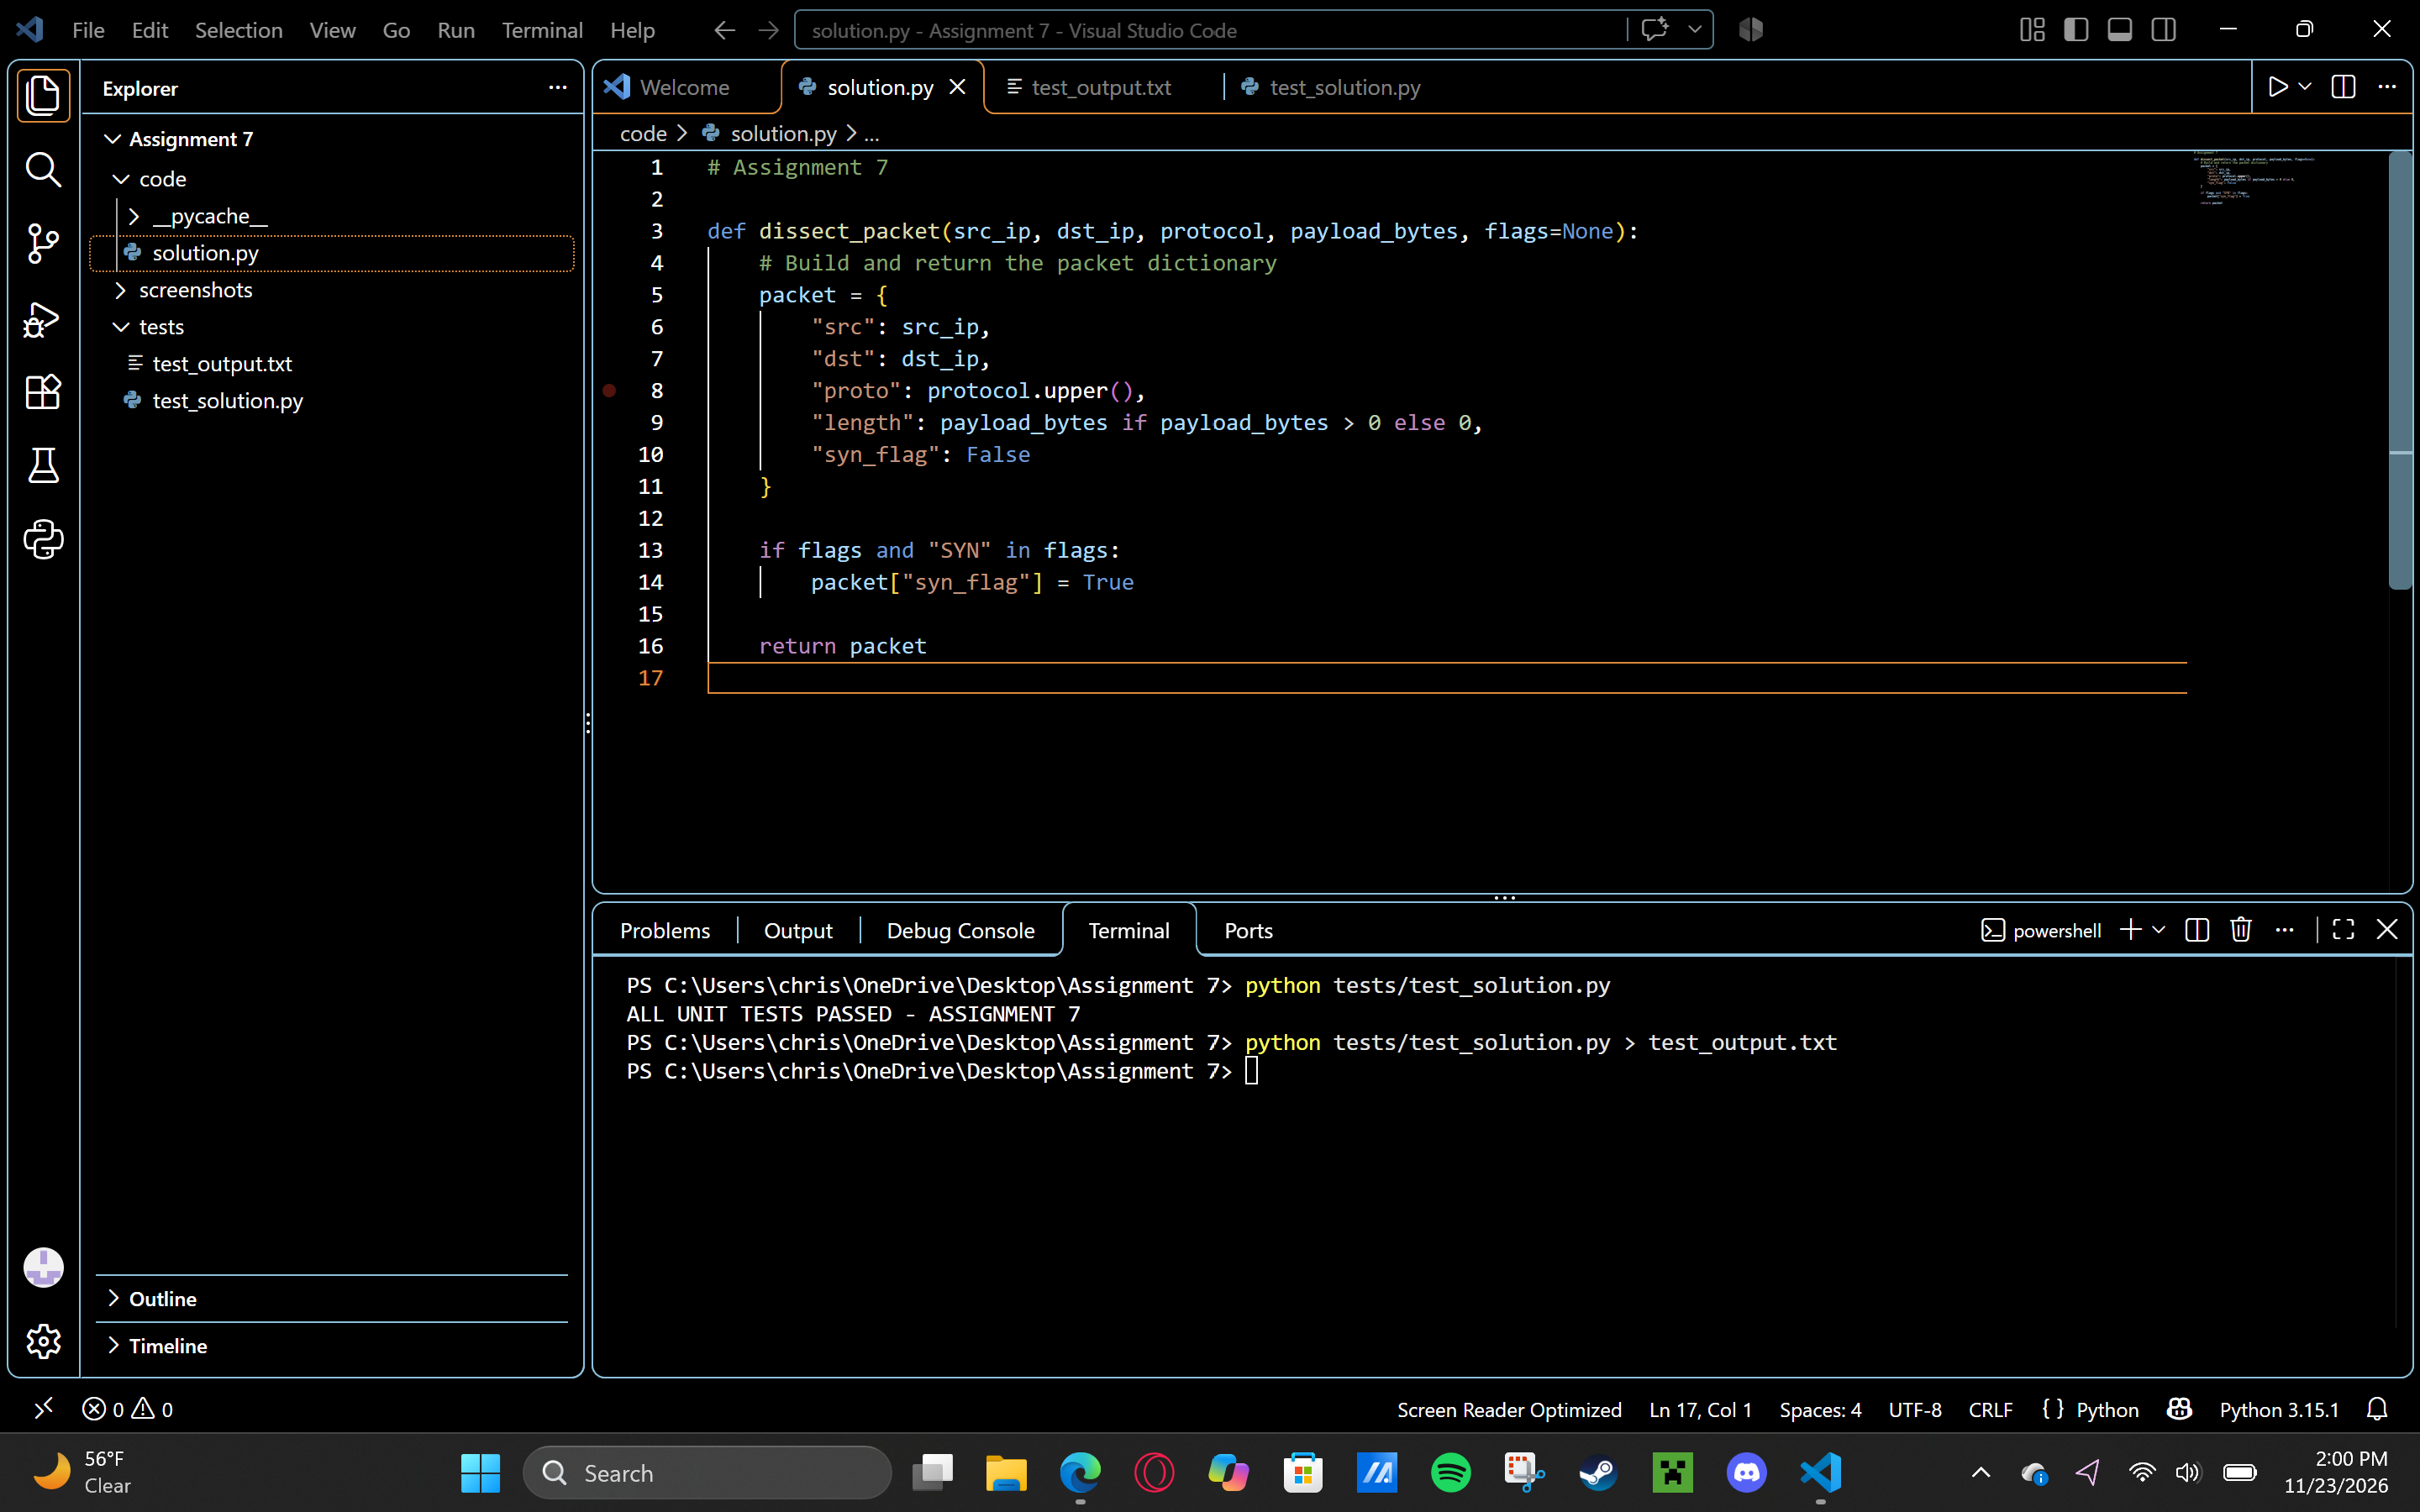 File Edit Selection View Go Run Terminal Help
solution.py - Assignment 7 - Visual Studio Code
Explorer
Assignment 7
code
__pycache__
solution.py
screenshots
tests
test_output.txt
test_solution.py
Outline
Timeline
Welcome solution.py test_output.txt test_solution.py
code > solution.py > ...
1 # Assignment 7
2
3 def dissect_packet(src_ip, dst_ip, protocol, payload_bytes, flags=None):
4     # Build and return the packet dictionary
5     packet = {
6         "src": src_ip,
7         "dst": dst_ip,
8         "proto": protocol.upper(),
9         "length": payload_bytes if payload_bytes > 0 else 0,
10         "syn_flag": False
11     }
12
13     if flags and "SYN" in flags:
14         packet["syn_flag"] = True
15
16     return packet
17
Problems Output Debug Console Terminal Ports
powershell
PS C:\Users\chris\OneDrive\Desktop\Assignment 7> python tests/test_solution.py
ALL UNIT TESTS PASSED - ASSIGNMENT 7
PS C:\Users\chris\OneDrive\Desktop\Assignment 7> python tests/test_solution.py > test_output.txt
PS C:\Users\chris\OneDrive\Desktop\Assignment 7>
0 0 Screen Reader Optimized Ln 17, Col 1 Spaces: 4 UTF-8 CRLF { } Python Python 3.15.1
56°F
Clear
Search
2:00 PM
11/23/2026